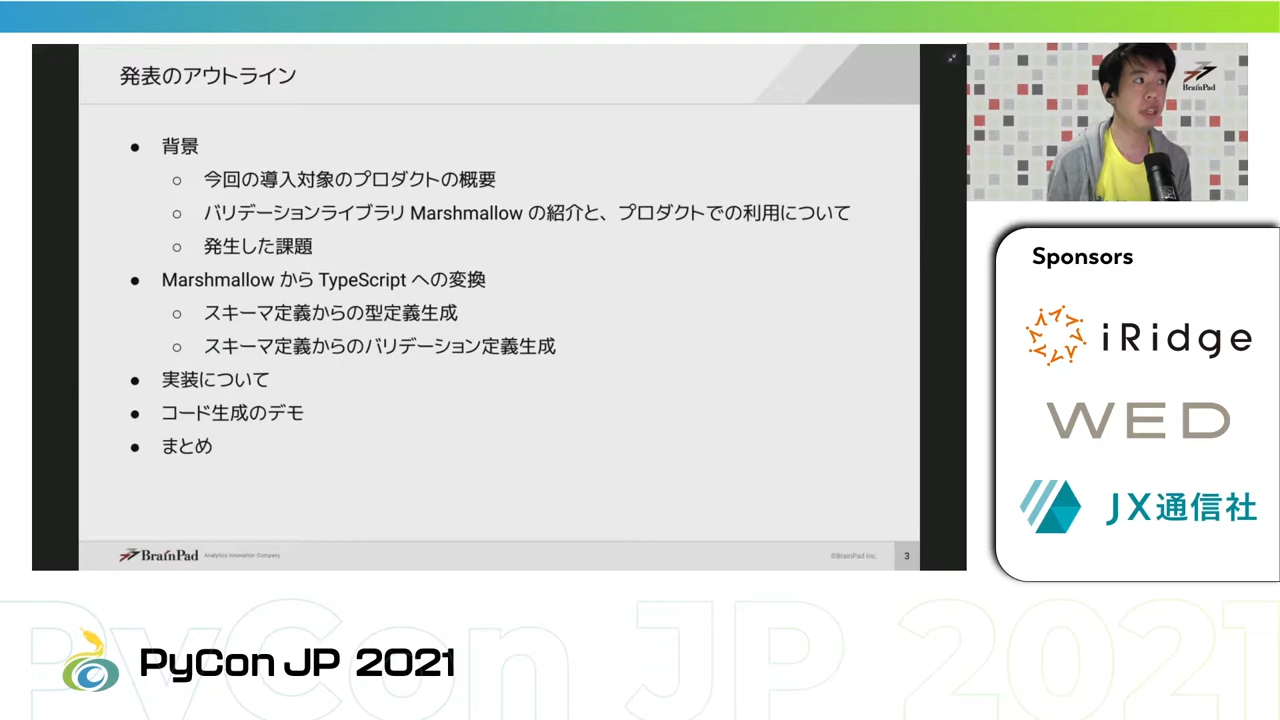 発表のアウトライン
● 背景
○ 今回の導入対象のプロダクトの概要
○ バリデーションライブラリ Marshmallow の紹介と、プロダクトでの利用について
○ 発生した課題
● Marshmallow から TypeScript への変換
○ スキーマ定義からの型定義生成
○ スキーマ定義からのバリデーション定義生成
● 実装について
● コード生成のデモ
● まとめ
BrainPad Analytics Innovation Company
©BrainPad Inc.
3
BrainPad
Sponsors
iRidge
WED
JX通信社
PyCon JP 2021
PyCon JP 2021